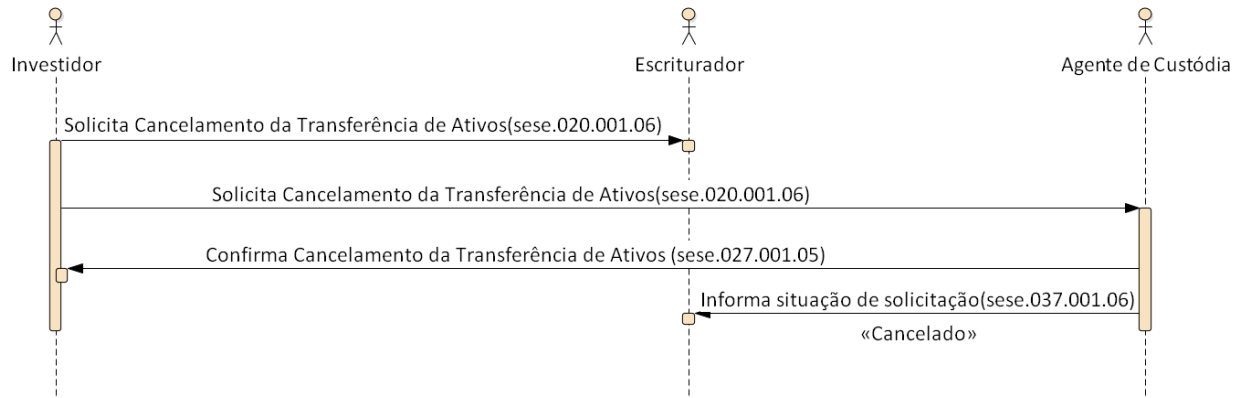 Investidor
Escriturador
Agente de Custódia
Solicita Cancelamento da Transferência de Ativos(sese.020.001.06)
Solicita Cancelamento da Transferência de Ativos(sese.020.001.06)
Confirma Cancelamento da Transferência de Ativos (sese.027.001.05)
Informa situação de solicitação(sese.037.001.06)
«Cancelado»